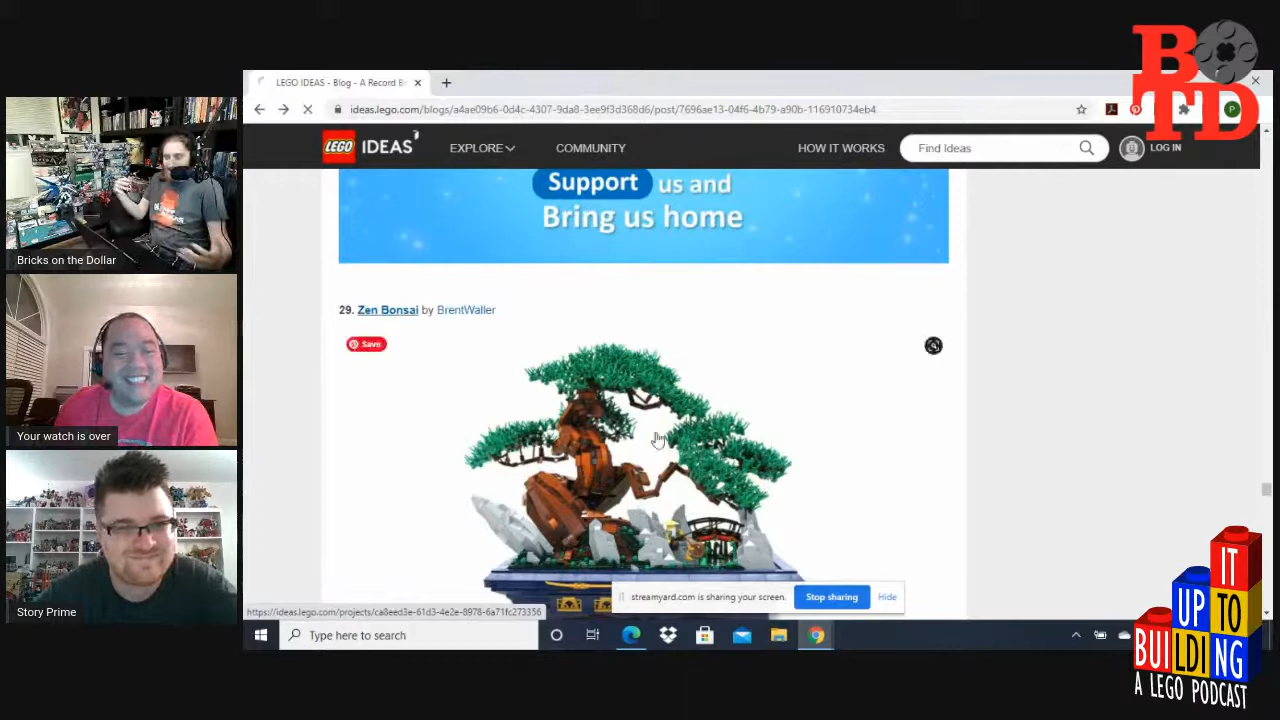 B TD
LEGO IDEAS - Blog - A Record B
ideas.lego.com/blogs/a4ae09b6-0d4c-4307-9da8-3ee9f3d368d6/post/7696ae13-04f6-4b79-a90b-116910734eb4
P
LEGO IDEAS
EXPLORE
COMMUNITY
HOW IT WORKS
Find Ideas
LOG IN
Support us and
Bring us home
29. Zen Bonsai by BrentWaller
Save
Bricks on the Dollar
Your watch is over
Story Prime
https://ideas.lego.com/projects/ca8eed3e-61d3-4e2e-8978-6a71fc273356
streamyard.com is sharing your screen.
Stop sharing
Hide
Type here to search
IT
UP TO
BUILDING
A LEGO PODCAST